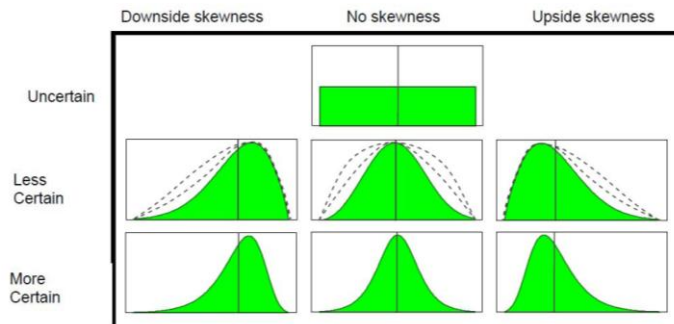 Downside skewness No skewness Upside skewness
Uncertain
Less
Certain
More
Certain